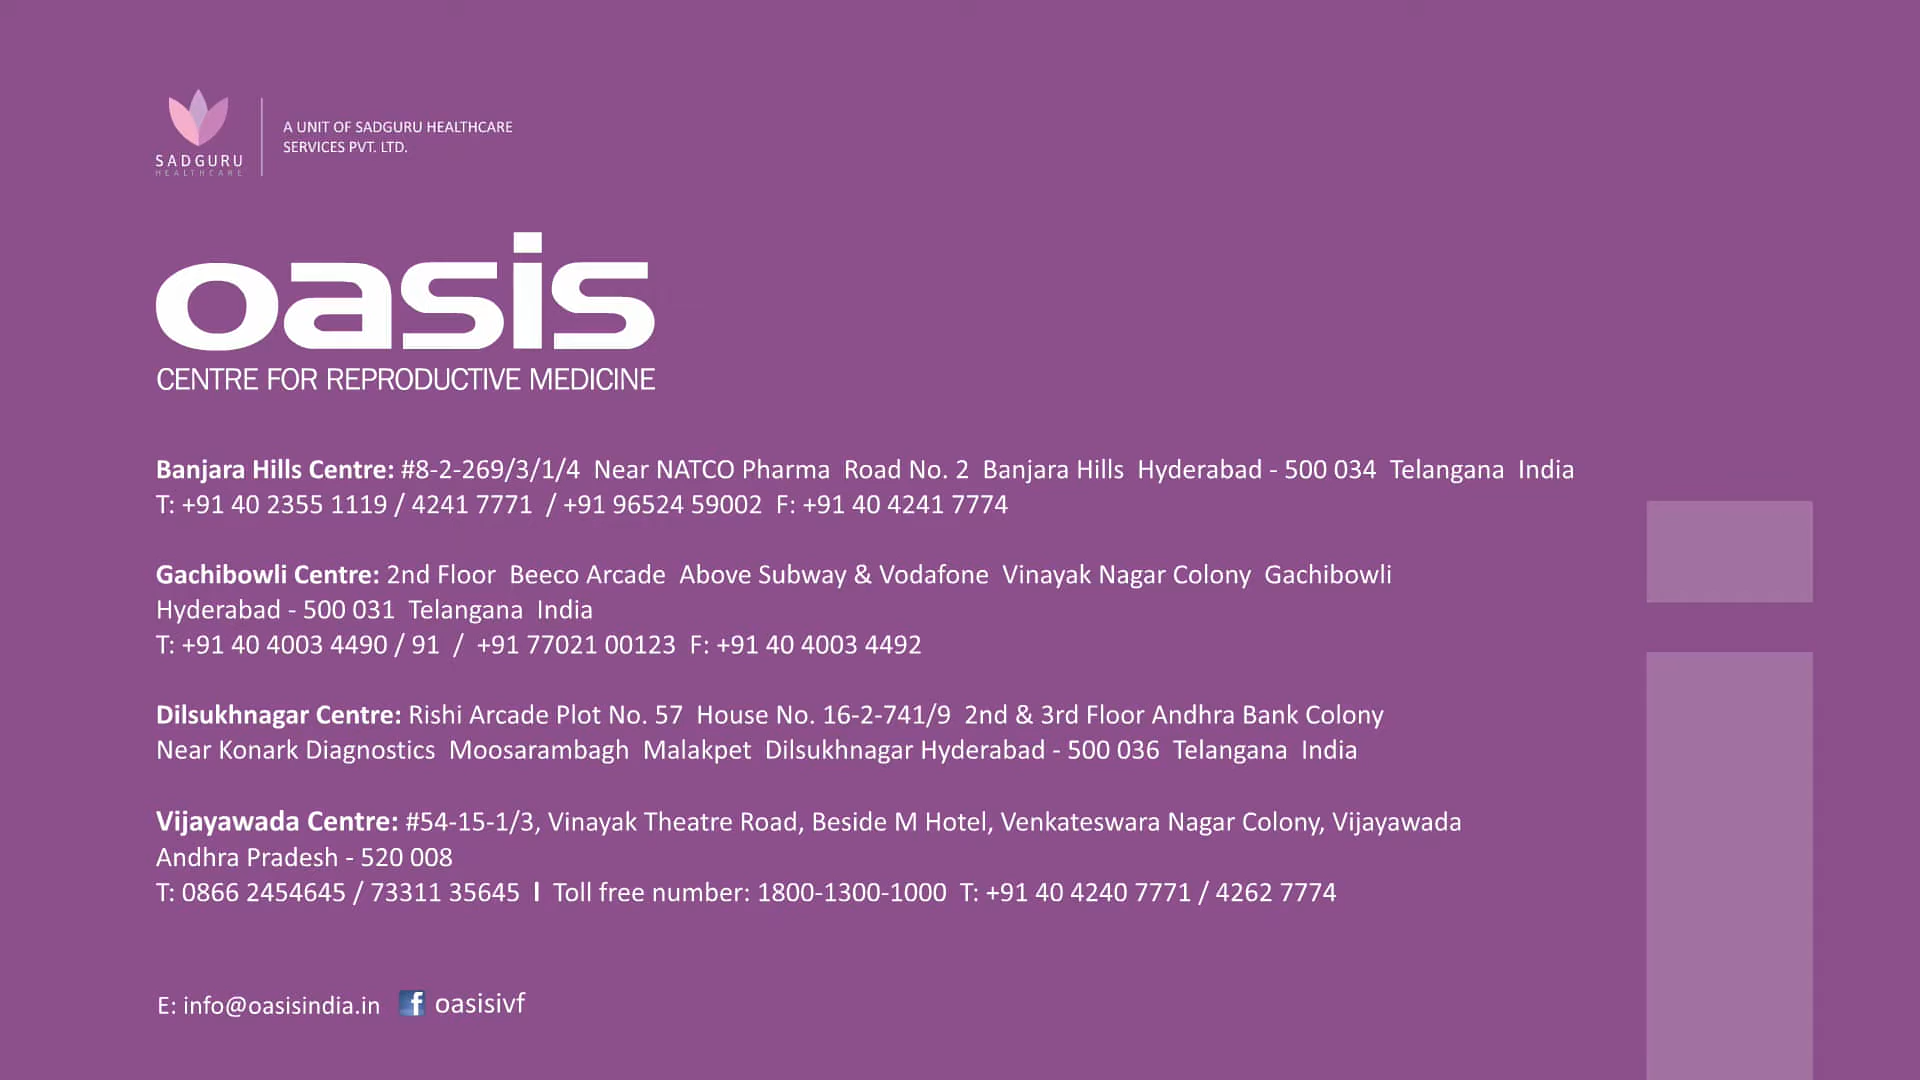 SADGURU
HEALTHCARE
A UNIT OF SADGURU HEALTHCARE
SERVICES PVT. LTD.
oasis
CENTRE FOR REPRODUCTIVE MEDICINE
Banjara Hills Centre: #8-2-269/3/1/4 Near NATCO Pharma Road No. 2 Banjara Hills Hyderabad - 500 034 Telangana India
T: +91 40 2355 1119 / 4241 7771 / +91 96524 59002 F: +91 40 4241 7774
Gachibowli Centre: 2nd Floor Beeco Arcade Above Subway & Vodafone Vinayak Nagar Colony Gachibowli
Hyderabad - 500 031 Telangana India
T: +91 40 4003 4490 / 91 / +91 77021 00123 F: +91 40 4003 4492
Dilsukhnagar Centre: Rishi Arcade Plot No. 57 House No. 16-2-741/9 2nd & 3rd Floor Andhra Bank Colony
Near Konark Diagnostics Moosarambagh Malakpet Dilsukhnagar Hyderabad - 500 036 Telangana India
Vijayawada Centre: #54-15-1/3, Vinayak Theatre Road, Beside M Hotel, Venkateswara Nagar Colony, Vijayawada
Andhra Pradesh - 520 008
T: 0866 2454645 / 73311 35645 | Toll free number: 1800-1300-1000 T: +91 40 4240 7771 / 4262 7774
E: info@oasisindia.in f oasisivf